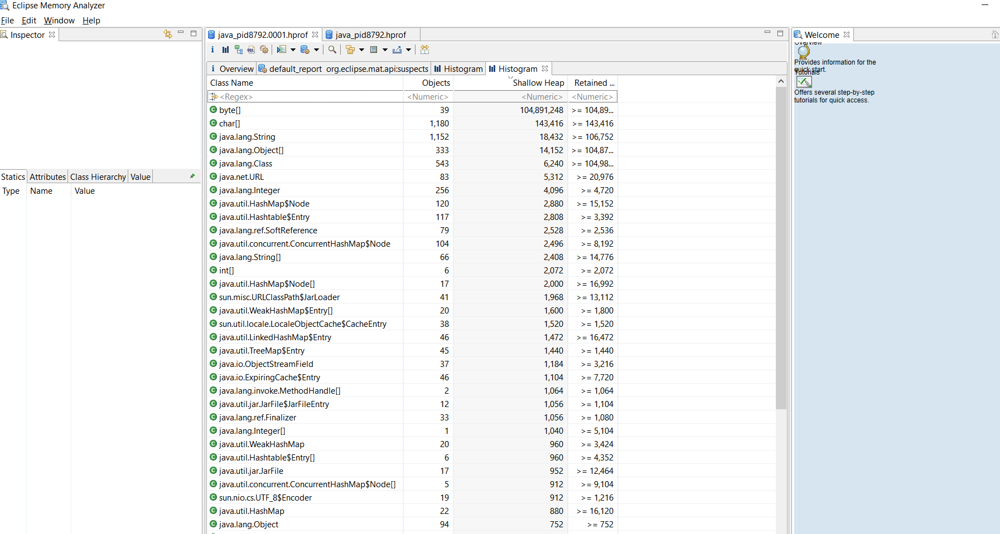 Eclipse Memory Analyzer
File Edit Window Help
Inspector
java_pid8792.0001.hprof java_pid8792.hprof
Welcome
i OQL
Overview
Provides information for the
quick start.
Tutorials
Offers several step-by-step
tutorials for quick access.
i Overview default_report org.eclipse.mat.api:suspects Histogram Histogram
Class Name Objects Shallow Heap Retained ...
<Regex> <Numeric> <Numeric> <Numeric>
byte[] 39 104,891,248 >= 104,89...
char[] 1,180 143,416 >= 143,416
java.lang.String 1,152 18,432 >= 106,752
java.lang.Object[] 333 14,152 >= 104,87...
java.lang.Class 543 6,240 >= 104,98...
java.net.URL 83 5,312 >= 20,976
java.lang.Integer 256 4,096 >= 4,720
java.util.HashMap$Node 120 2,880 >= 15,152
java.util.Hashtable$Entry 117 2,808 >= 3,392
java.lang.ref.SoftReference 79 2,528 >= 2,536
java.util.concurrent.ConcurrentHashMap$Node 104 2,496 >= 8,192
java.lang.String[] 66 2,408 >= 14,776
int[] 6 2,072 >= 2,072
java.util.HashMap$Node[] 17 2,000 >= 16,992
sun.misc.URLClassPath$JarLoader 41 1,968 >= 13,112
java.util.WeakHashMap$Entry[] 20 1,600 >= 1,800
sun.util.locale.LocaleObjectCache$CacheEntry 38 1,520 >= 1,520
java.util.LinkedHashMap$Entry 46 1,472 >= 16,472
java.util.TreeMap$Entry 45 1,440 >= 1,440
java.io.ObjectStreamField 37 1,184 >= 3,216
java.io.ExpiringCache$Entry 46 1,104 >= 7,720
java.lang.invoke.MethodHandle[] 2 1,064 >= 1,064
java.util.jar.JarFile$JarFileEntry 12 1,056 >= 1,104
java.lang.ref.Finalizer 33 1,056 >= 1,080
java.lang.Integer[] 1 1,040 >= 5,104
java.util.WeakHashMap 20 960 >= 3,424
java.util.Hashtable$Entry[] 6 960 >= 4,352
java.util.jar.JarFile 17 952 >= 12,464
java.util.concurrent.ConcurrentHashMap$Node[] 5 912 >= 9,104
sun.nio.cs.UTF_8$Encoder 19 912 >= 1,216
java.util.HashMap 22 880 >= 16,120
java.lang.Object 94 752 >= 752
Statics Attributes Class Hierarchy Value
Type Name Value